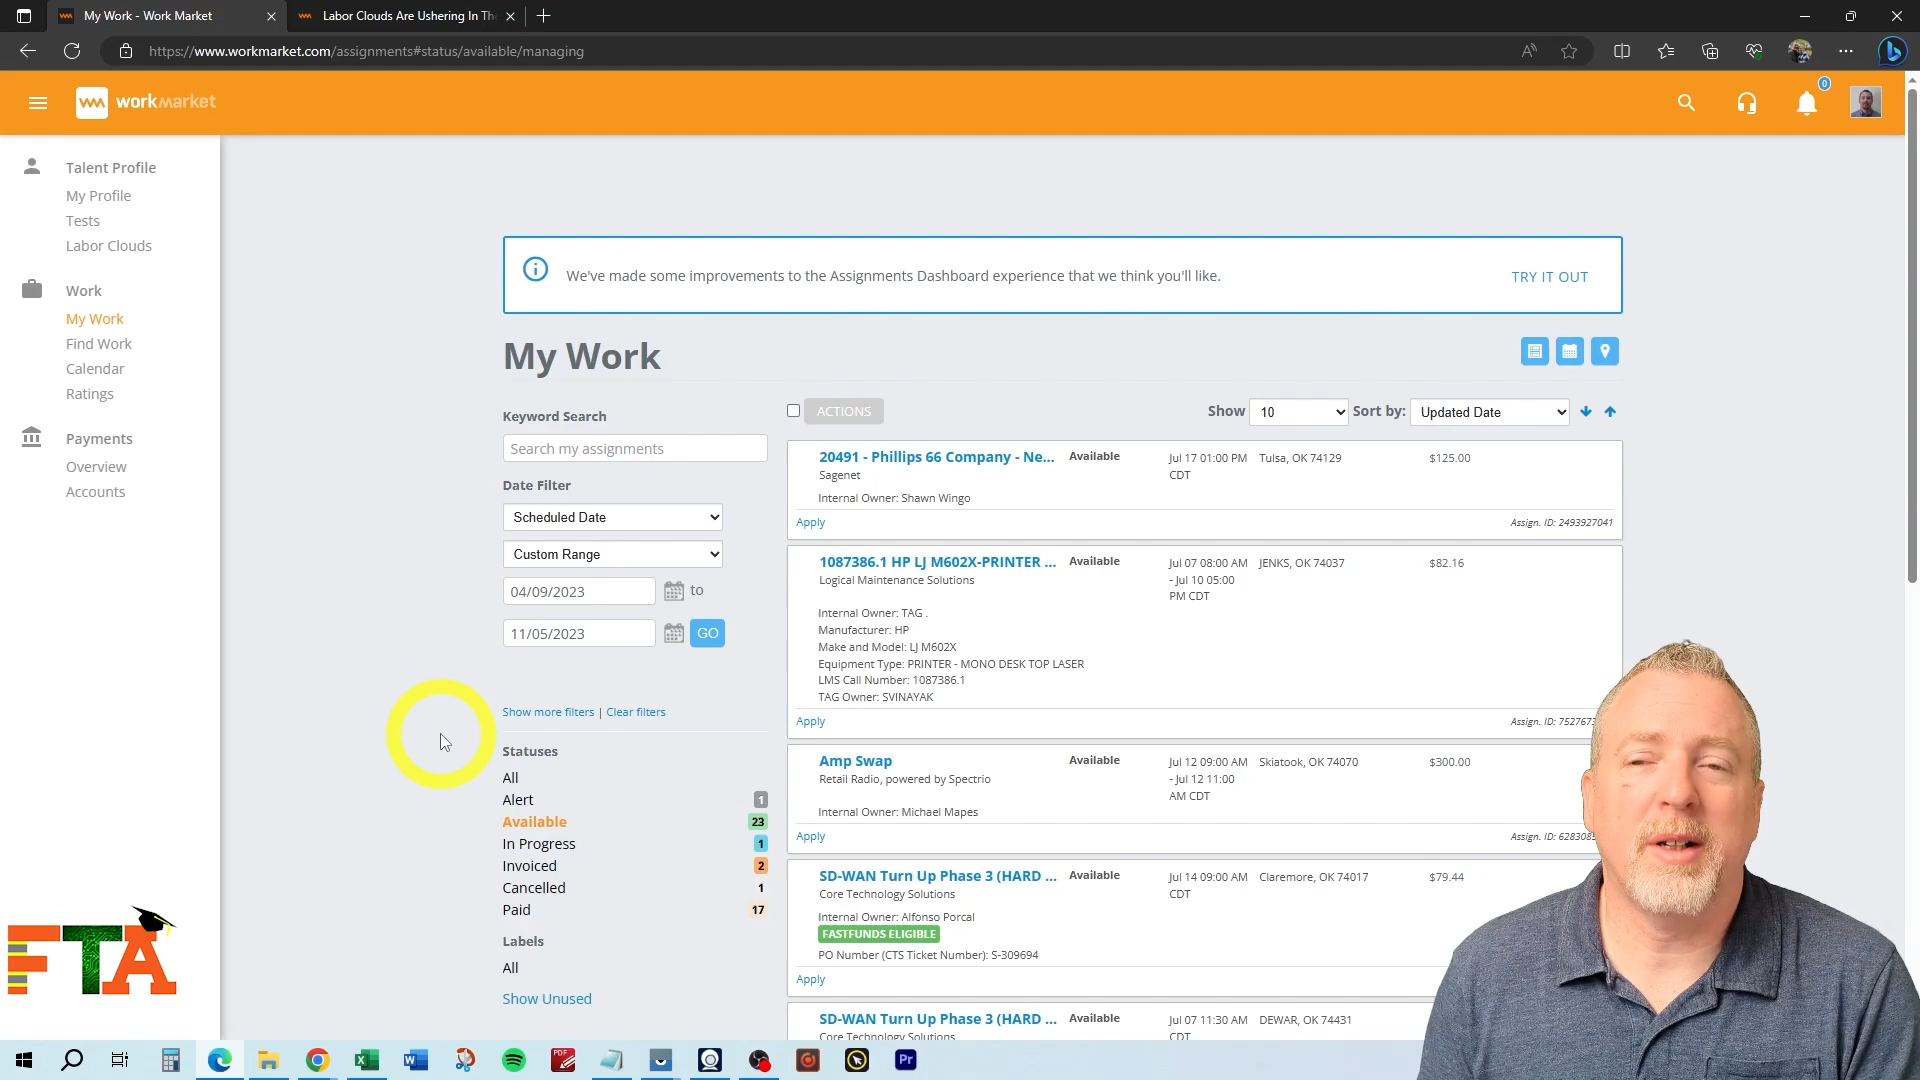 My Work - Work Market
Labor Clouds Are Ushering In Th
https://www.workmarket.com/assignments#status/available/managing
workmarket
0
Talent Profile
My Profile
Tests
Labor Clouds
Work
My Work
Find Work
Calendar
Ratings
Payments
Overview
Accounts
We've made some improvements to the Assignments Dashboard experience that we think you'll like.
TRY IT OUT
My Work
Keyword Search
Search my assignments
Date Filter
Scheduled Date
Custom Range
04/09/2023 to
11/05/2023 GO
Show more filters | Clear filters
Statuses
All
Alert 1
Available 23
In Progress 1
Invoiced 2
Cancelled 1
Paid 17
Labels
All
Show Unused
ACTIONS
Show 10 Sort by: Updated Date
20491 - Phillips 66 Company - Ne... Available Jul 17 01:00 PM Tulsa, OK 74129 $125.00
Sagenet CDT
Internal Owner: Shawn Wingo
Apply Assign. ID: 2493927041
1087386.1 HP LJ M602X-PRINTER ... Available Jul 07 08:00 AM JENKS, OK 74037 $82.16
Logical Maintenance Solutions - Jul 10 05:00
PM CDT
Internal Owner: TAG .
Manufacturer: HP
Make and Model: LJ M602X
Equipment Type: PRINTER - MONO DESK TOP LASER
LMS Call Number: 1087386.1
TAG Owner: SVINAYAK
Apply Assign. ID: 752767
Amp Swap Available Jul 12 09:00 AM Skiatook, OK 74070 $300.00
Retail Radio, powered by Spectrio - Jul 12 11:00
AM CDT
Internal Owner: Michael Mapes
Apply Assign. ID: 628308
SD-WAN Turn Up Phase 3 (HARD ... Available Jul 14 09:00 AM Claremore, OK 74017 $79.44
Core Technology Solutions CDT
Internal Owner: Alfonso Porcal
FASTFUNDS ELIGIBLE
PO Number (CTS Ticket Number): S-309694
Apply
SD-WAN Turn Up Phase 3 (HARD ... Available Jul 07 11:30 AM DEWAR, OK 74431
Core Technology Solutions CDT
FTA
PDF
Pr